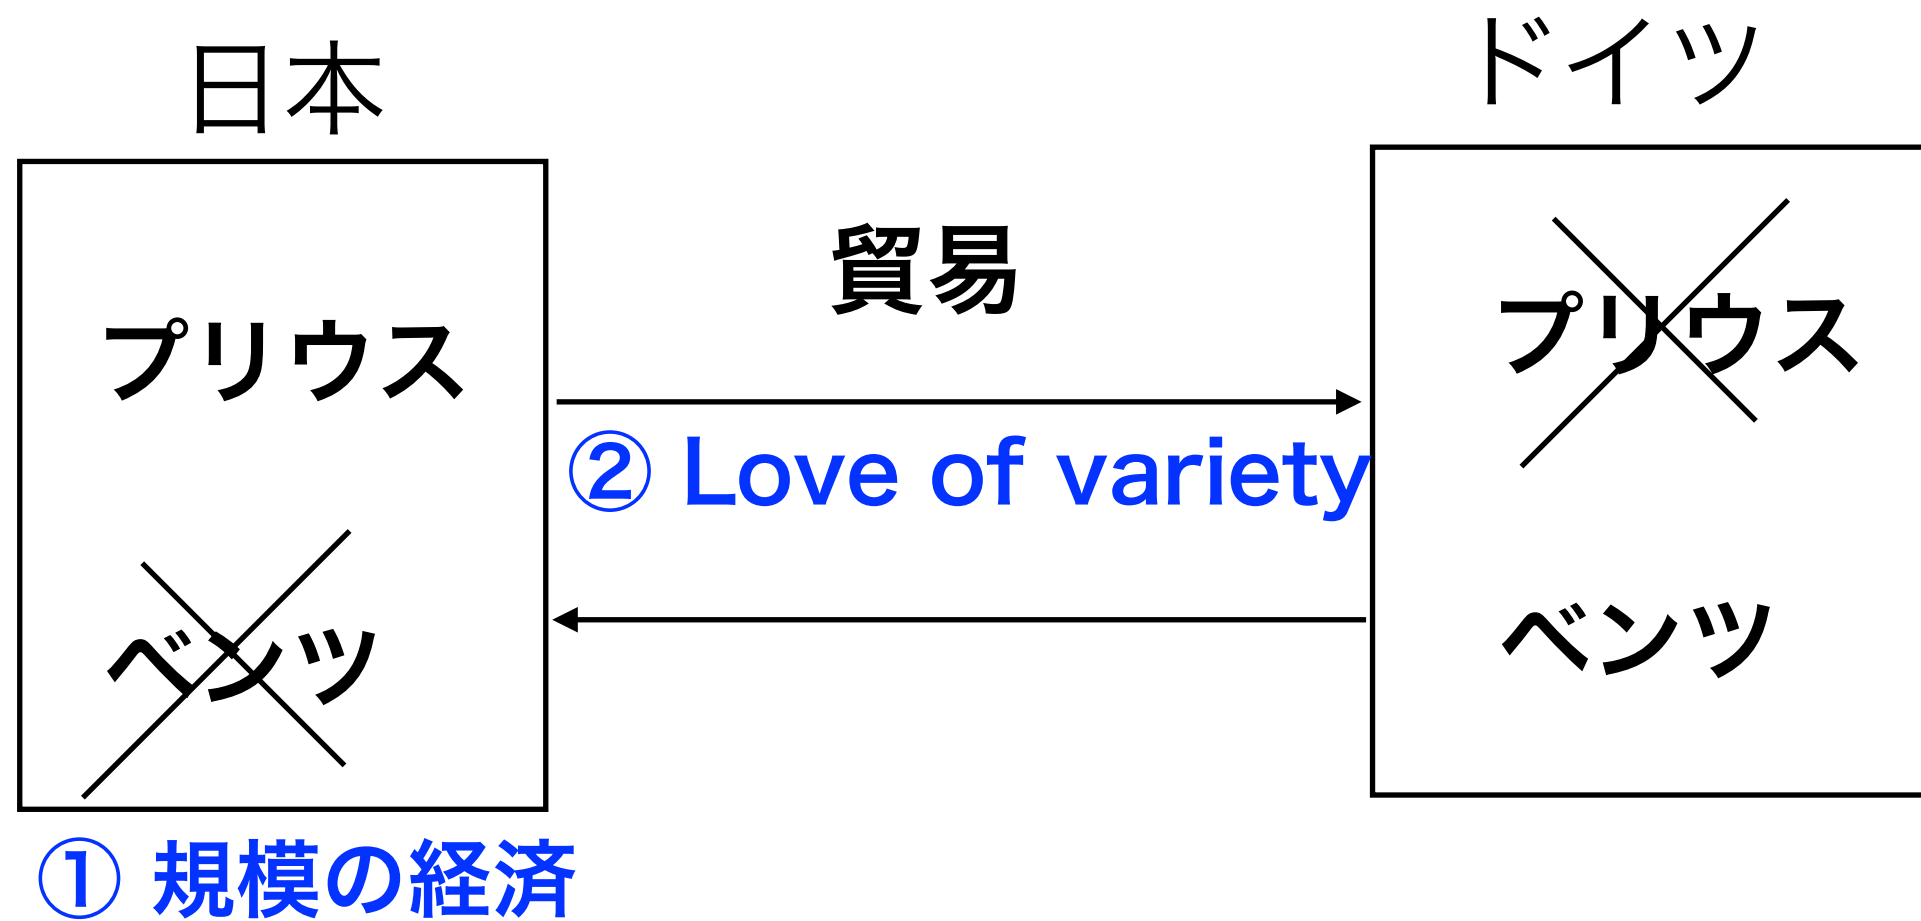 日本
ドイツ
貿易
プリウス
プリウス
② Love of variety
ベンツ
ベンツ
① 規模の経済